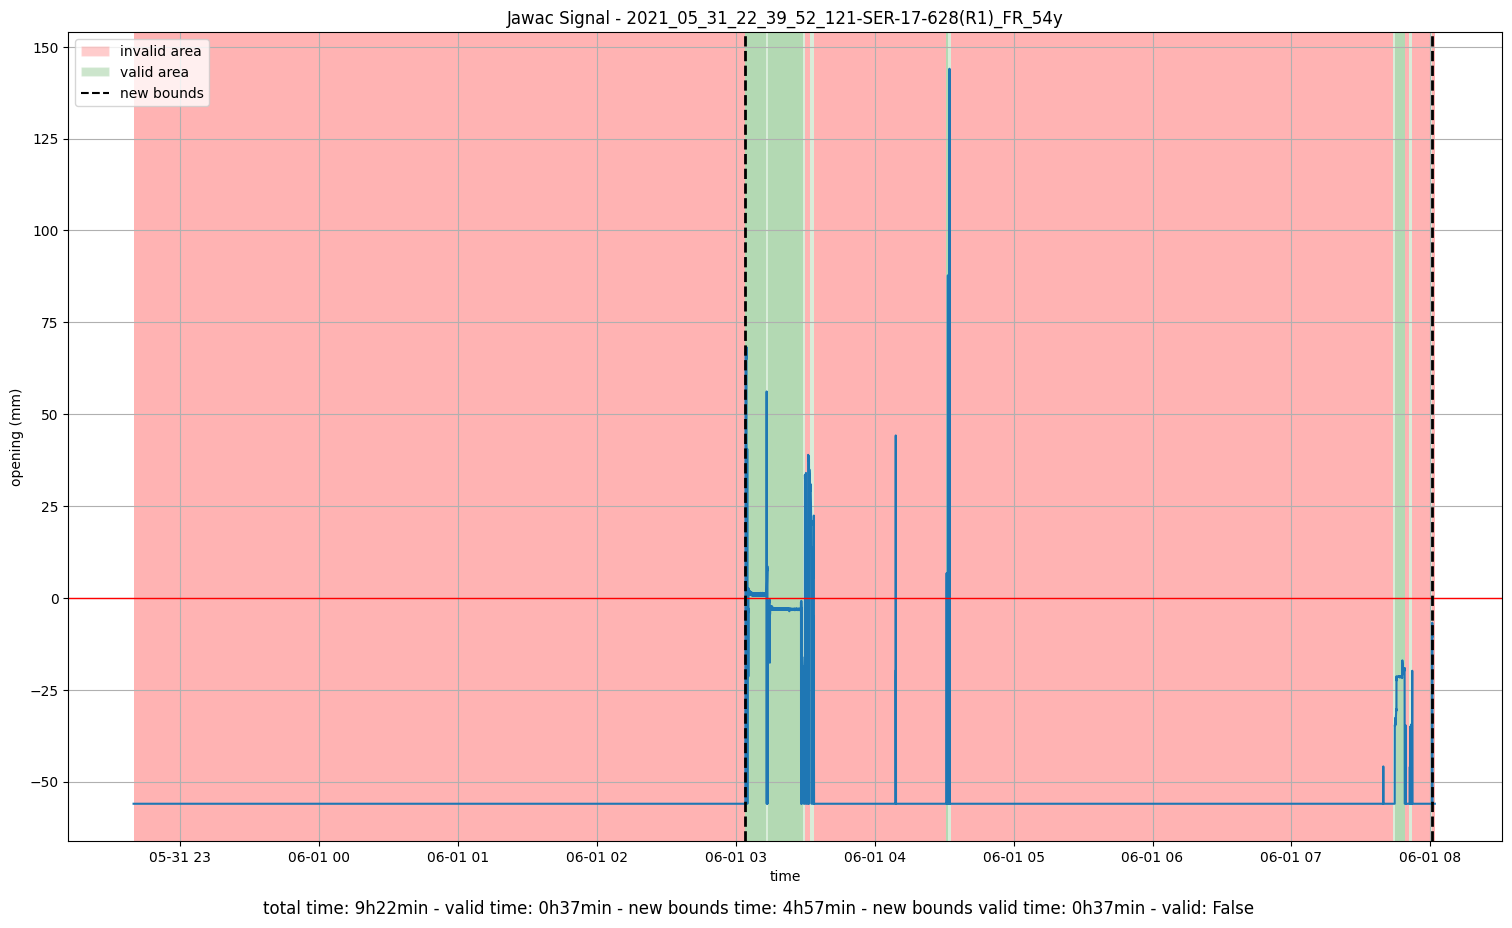 Jawac Signal - 2021_05_31_22_39_52_121-SER-17-628(R1)_FR_54y
invalid area
valid area
new bounds
150
125
100
75
50
25
0
−25
−50
opening (mm)
05-31 23
06-01 00
06-01 01
06-01 02
06-01 03
06-01 04
06-01 05
06-01 06
06-01 07
06-01 08
time
total time: 9h22min - valid time: 0h37min - new bounds time: 4h57min - new bounds valid time: 0h37min - valid: False